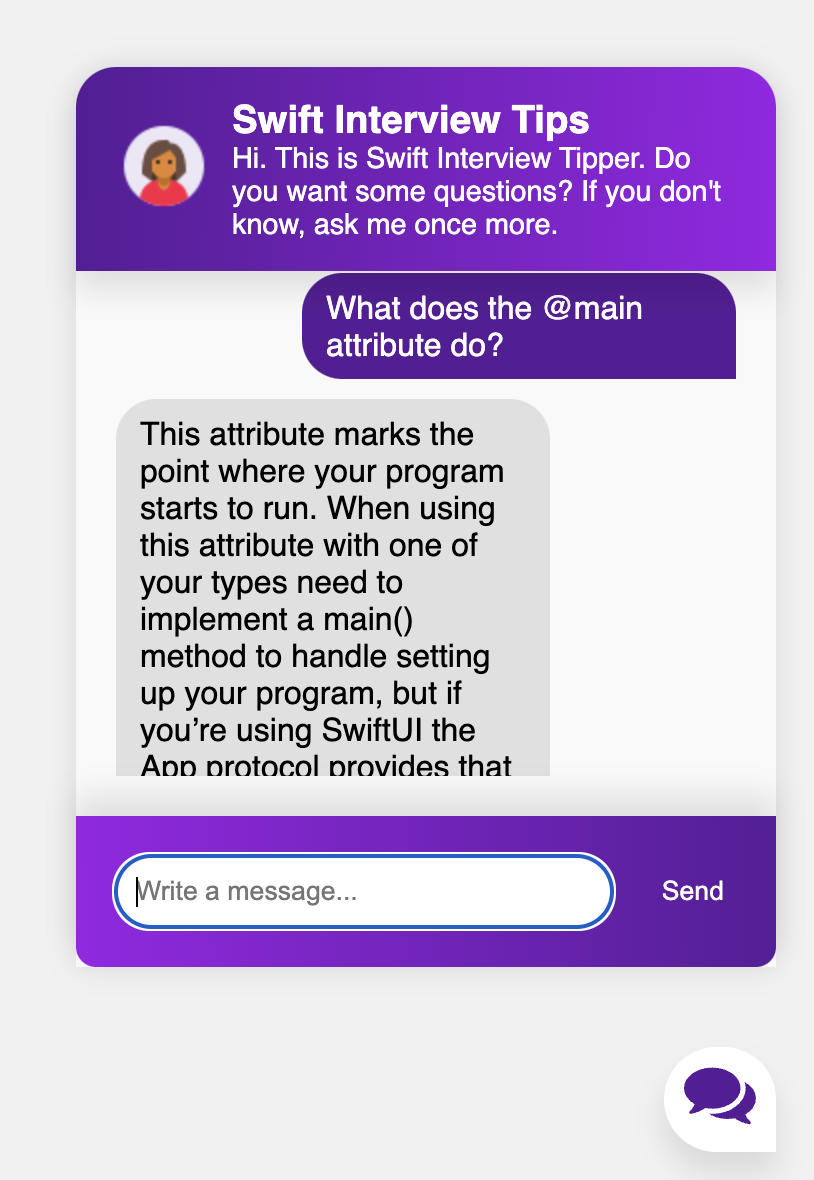 Swift Interview Tips
Hi. This is Swift Interview Tipper. Do
you want some questions? If you don't
know, ask me once more.
What does the @main
attribute do?
This attribute marks the
point where your program
starts to run. When using
this attribute with one of
your types need to
implement a main()
method to handle setting
up your program, but if
you’re using SwiftUI the
App protocol provides that
Write a message...
Send